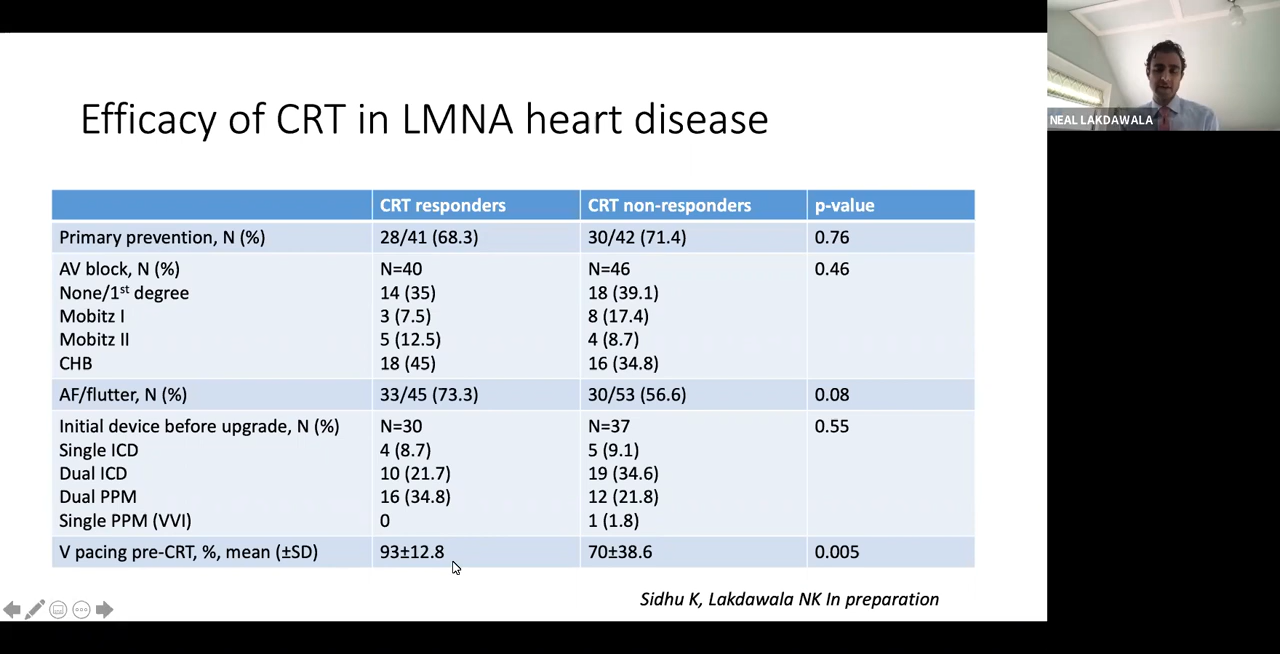 NEAL LAKDAWALA
Efficacy of CRT in LMNA heart disease
CRT responders CRT non-responders p-value
Primary prevention, N (%) 28/41 (68.3) 30/42 (71.4) 0.76
AV block, N (%) N=40 N=46 0.46
None/1st degree 14 (35) 18 (39.1)
Mobitz I 3 (7.5) 8 (17.4)
Mobitz II 5 (12.5) 4 (8.7)
CHB 18 (45) 16 (34.8)
AF/flutter, N (%) 33/45 (73.3) 30/53 (56.6) 0.08
Initial device before upgrade, N (%) N=30 N=37 0.55
Single ICD 4 (8.7) 5 (9.1)
Dual ICD 10 (21.7) 19 (34.6)
Dual PPM 16 (34.8) 12 (21.8)
Single PPM (VVI) 0 1 (1.8)
V pacing pre-CRT, %, mean (±SD) 93±12.8 70±38.6 0.005
Sidhu K, Lakdawala NK In preparation